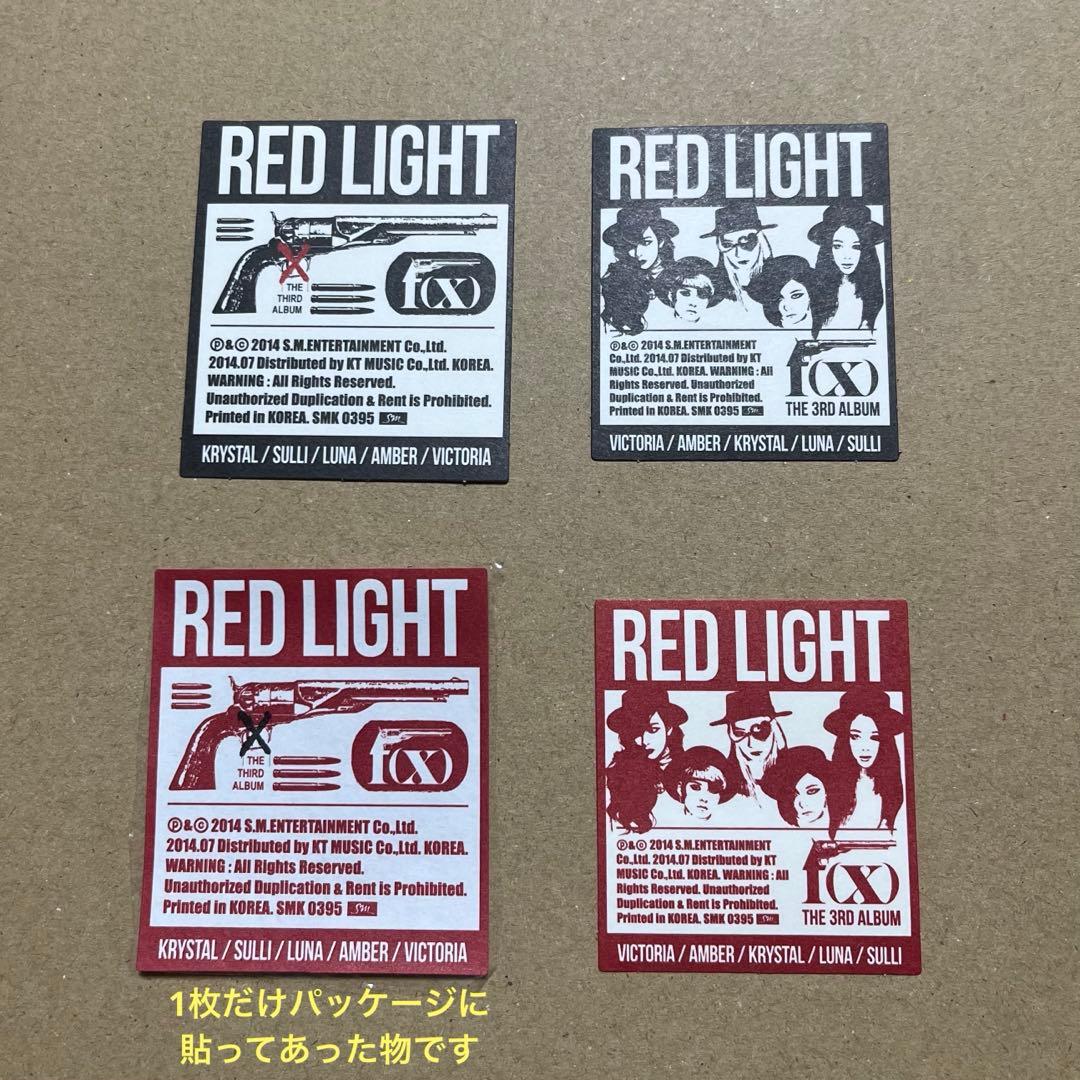 RED LIGHT
THE
THIRD
ALBUM
f(x)
℗&© 2014 S.M.ENTERTAINMENT Co.,Ltd.
2014.07 Distributed by KT MUSIC Co.,Ltd. KOREA.
WARNING : All Rights Reserved.
Unauthorized Duplication & Rent is Prohibited.
Printed in KOREA. SMK 0395 SM
KRYSTAL / SULLI / LUNA / AMBER / VICTORIA
RED LIGHT
℗&© 2014 S.M.ENTERTAINMENT
Co.,Ltd. 2014.07 Distributed by KT
MUSIC Co.,Ltd. KOREA. WARNING : All
Rights Reserved. Unauthorized
Duplication & Rent is Prohibited.
Printed in KOREA. SMK 0395 SM
f(x)
THE 3RD ALBUM
VICTORIA / AMBER / KRYSTAL / LUNA / SULLI
RED LIGHT
THE
THIRD
ALBUM
f(x)
℗&© 2014 S.M.ENTERTAINMENT Co.,Ltd.
2014.07 Distributed by KT MUSIC Co.,Ltd. KOREA.
WARNING : All Rights Reserved.
Unauthorized Duplication & Rent is Prohibited.
Printed in KOREA. SMK 0395 SM
KRYSTAL / SULLI / LUNA / AMBER / VICTORIA
RED LIGHT
℗&© 2014 S.M.ENTERTAINMENT
Co.,Ltd. 2014.07 Distributed by KT
MUSIC Co.,Ltd. KOREA. WARNING : All
Rights Reserved. Unauthorized
Duplication & Rent is Prohibited.
Printed in KOREA. SMK 0395 SM
f(x)
THE 3RD ALBUM
VICTORIA / AMBER / KRYSTAL / LUNA / SULLI
1枚だけパッケージに
貼ってあった物です